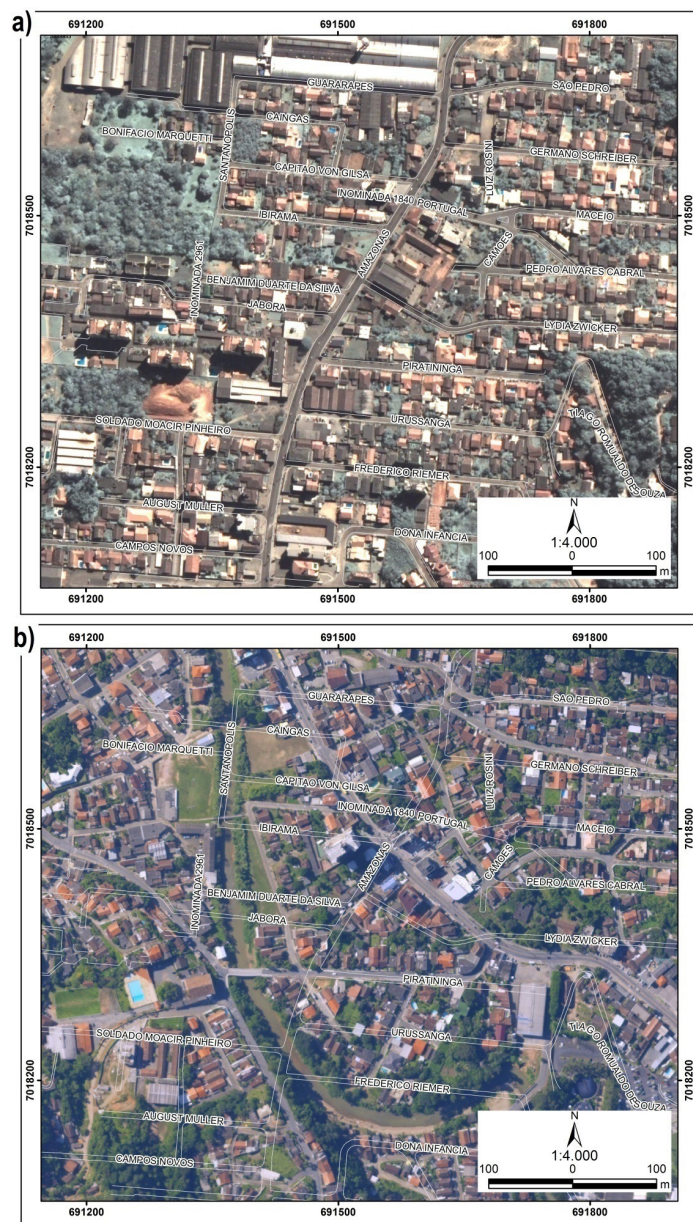 a)
691200 691500 691800
GUARARAPES
SAO PEDRO
CAINGAS
BONIFACIO MARQUETTI
SANTANOPOLIS
GERMANO SCHREIBER
CAPITAO VON GILSA
LUIZ ROSINI
INOMINADA 1840 PORTUGAL
7018500 7018500
IBIRAMA
MACEIO
AMAZONAS
CAMOES
INOMINADA 2961
PEDRO ALVARES CABRAL
BENJAMIM DUARTE DA SILVA
JABORA
LYDIA ZWICKER
PIRATININGA
SOLDADO MOACIR PINHEIRO
URUSSANGA
TIAGO ROMUALDO DE SOUZA
7018200 7018200
FREDERICO RIEMER
AUGUST MULLER
DONA INFANCIA
CAMPOS NOVOS
N
1:4.000
100 0 100
m
691200 691500 691800
b)
691200 691500 691800
GUARARAPES
SAO PEDRO
CAINGAS
BONIFACIO MARQUETTI
SANTANOPOLIS
GERMANO SCHREIBER
CAPITAO VON GILSA
LUIZ ROSINI
INOMINADA 1840 PORTUGAL
7018500 7018500
IBIRAMA
MACEIO
AMAZONAS
CAMOES
INOMINADA 2961
PEDRO ALVARES CABRAL
BENJAMIM DUARTE DA SILVA
JABORA
LYDIA ZWICKER
PIRATININGA
SOLDADO MOACIR PINHEIRO
URUSSANGA
TIAGO ROMUALDO DE SOUZA
7018200 7018200
FREDERICO RIEMER
AUGUST MULLER
DONA INFANCIA
CAMPOS NOVOS
N
1:4.000
100 0 100
m
691200 691500 691800